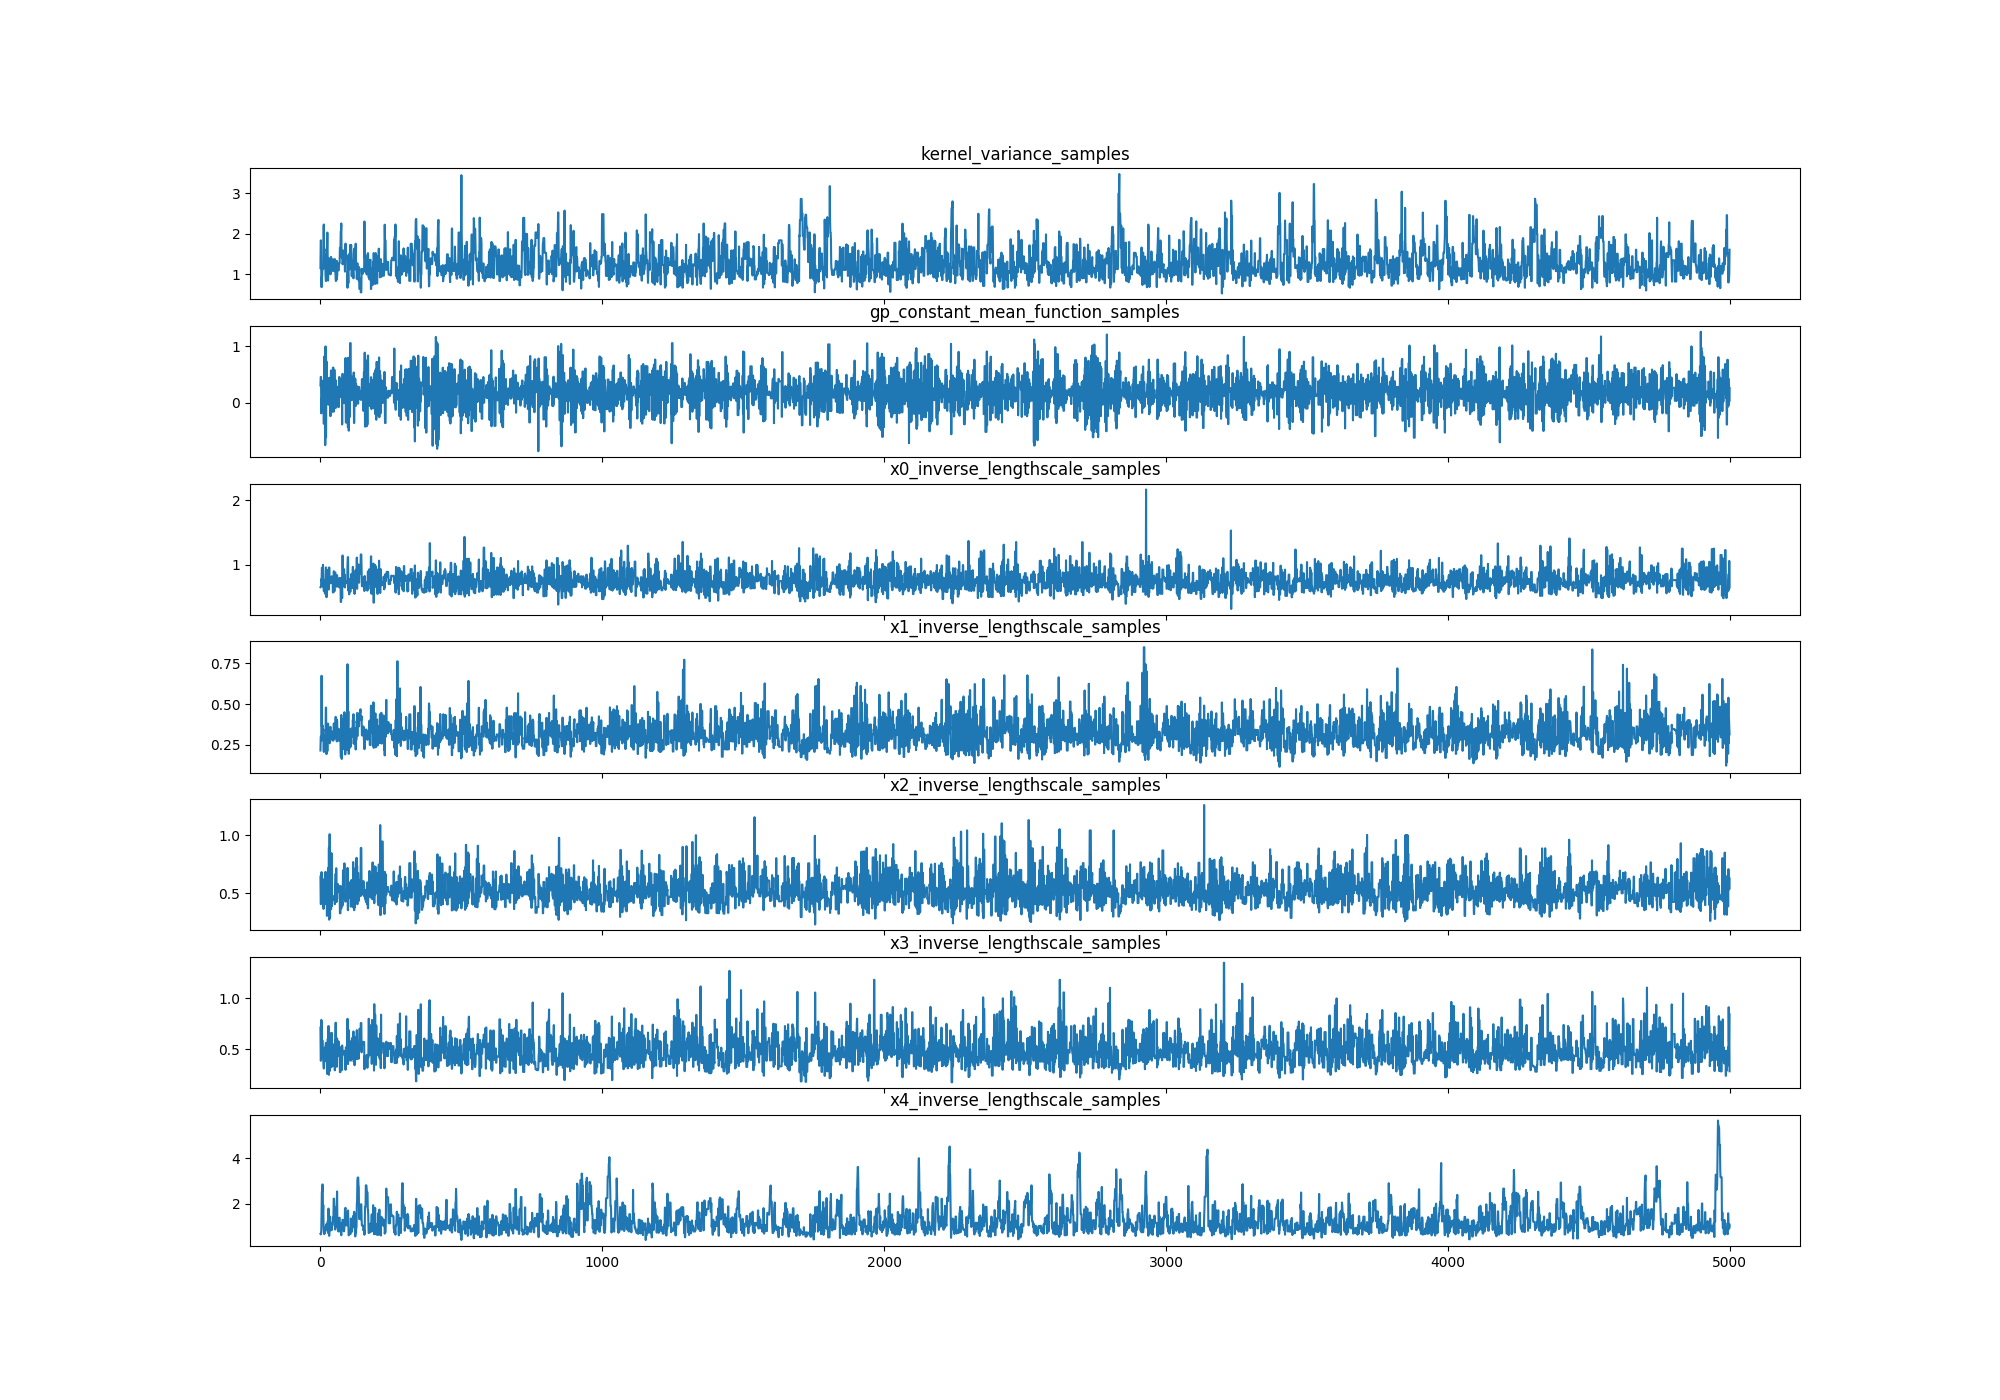 kernel_variance_samples
3
2
1
gp_constant_mean_function_samples
1
0
x0_inverse_lengthscale_samples
2
1
x1_inverse_lengthscale_samples
0.75
0.50
0.25
x2_inverse_lengthscale_samples
1.0
0.5
x3_inverse_lengthscale_samples
1.0
0.5
x4_inverse_lengthscale_samples
4
2
0 1000 2000 3000 4000 5000